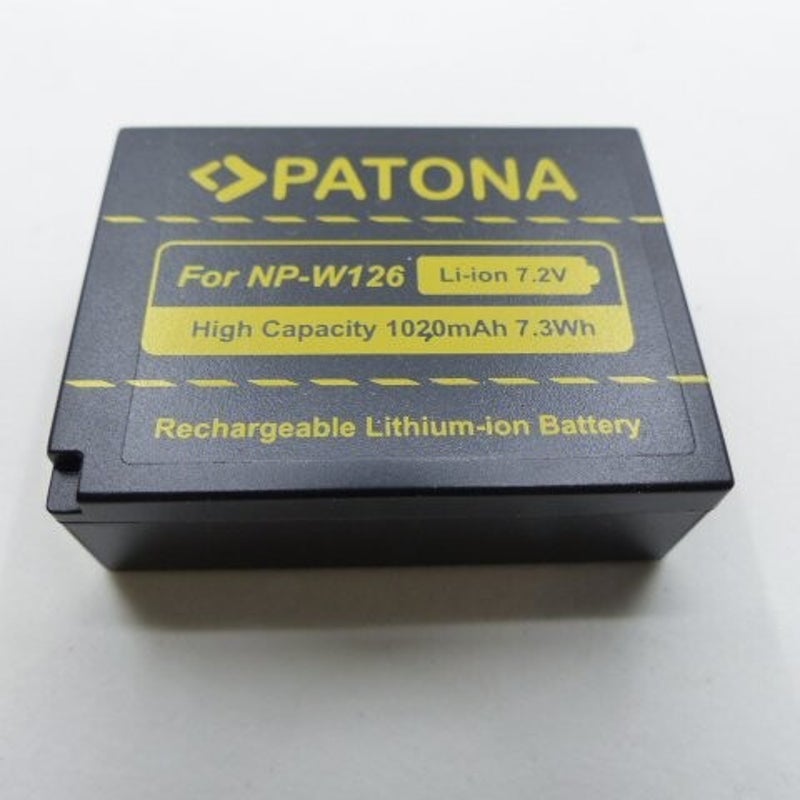 PATONA
For NP-W126 Li-ion 7.2V
High Capacity 1020mAh 7.3Wh
Rechargeable Lithium-ion Battery